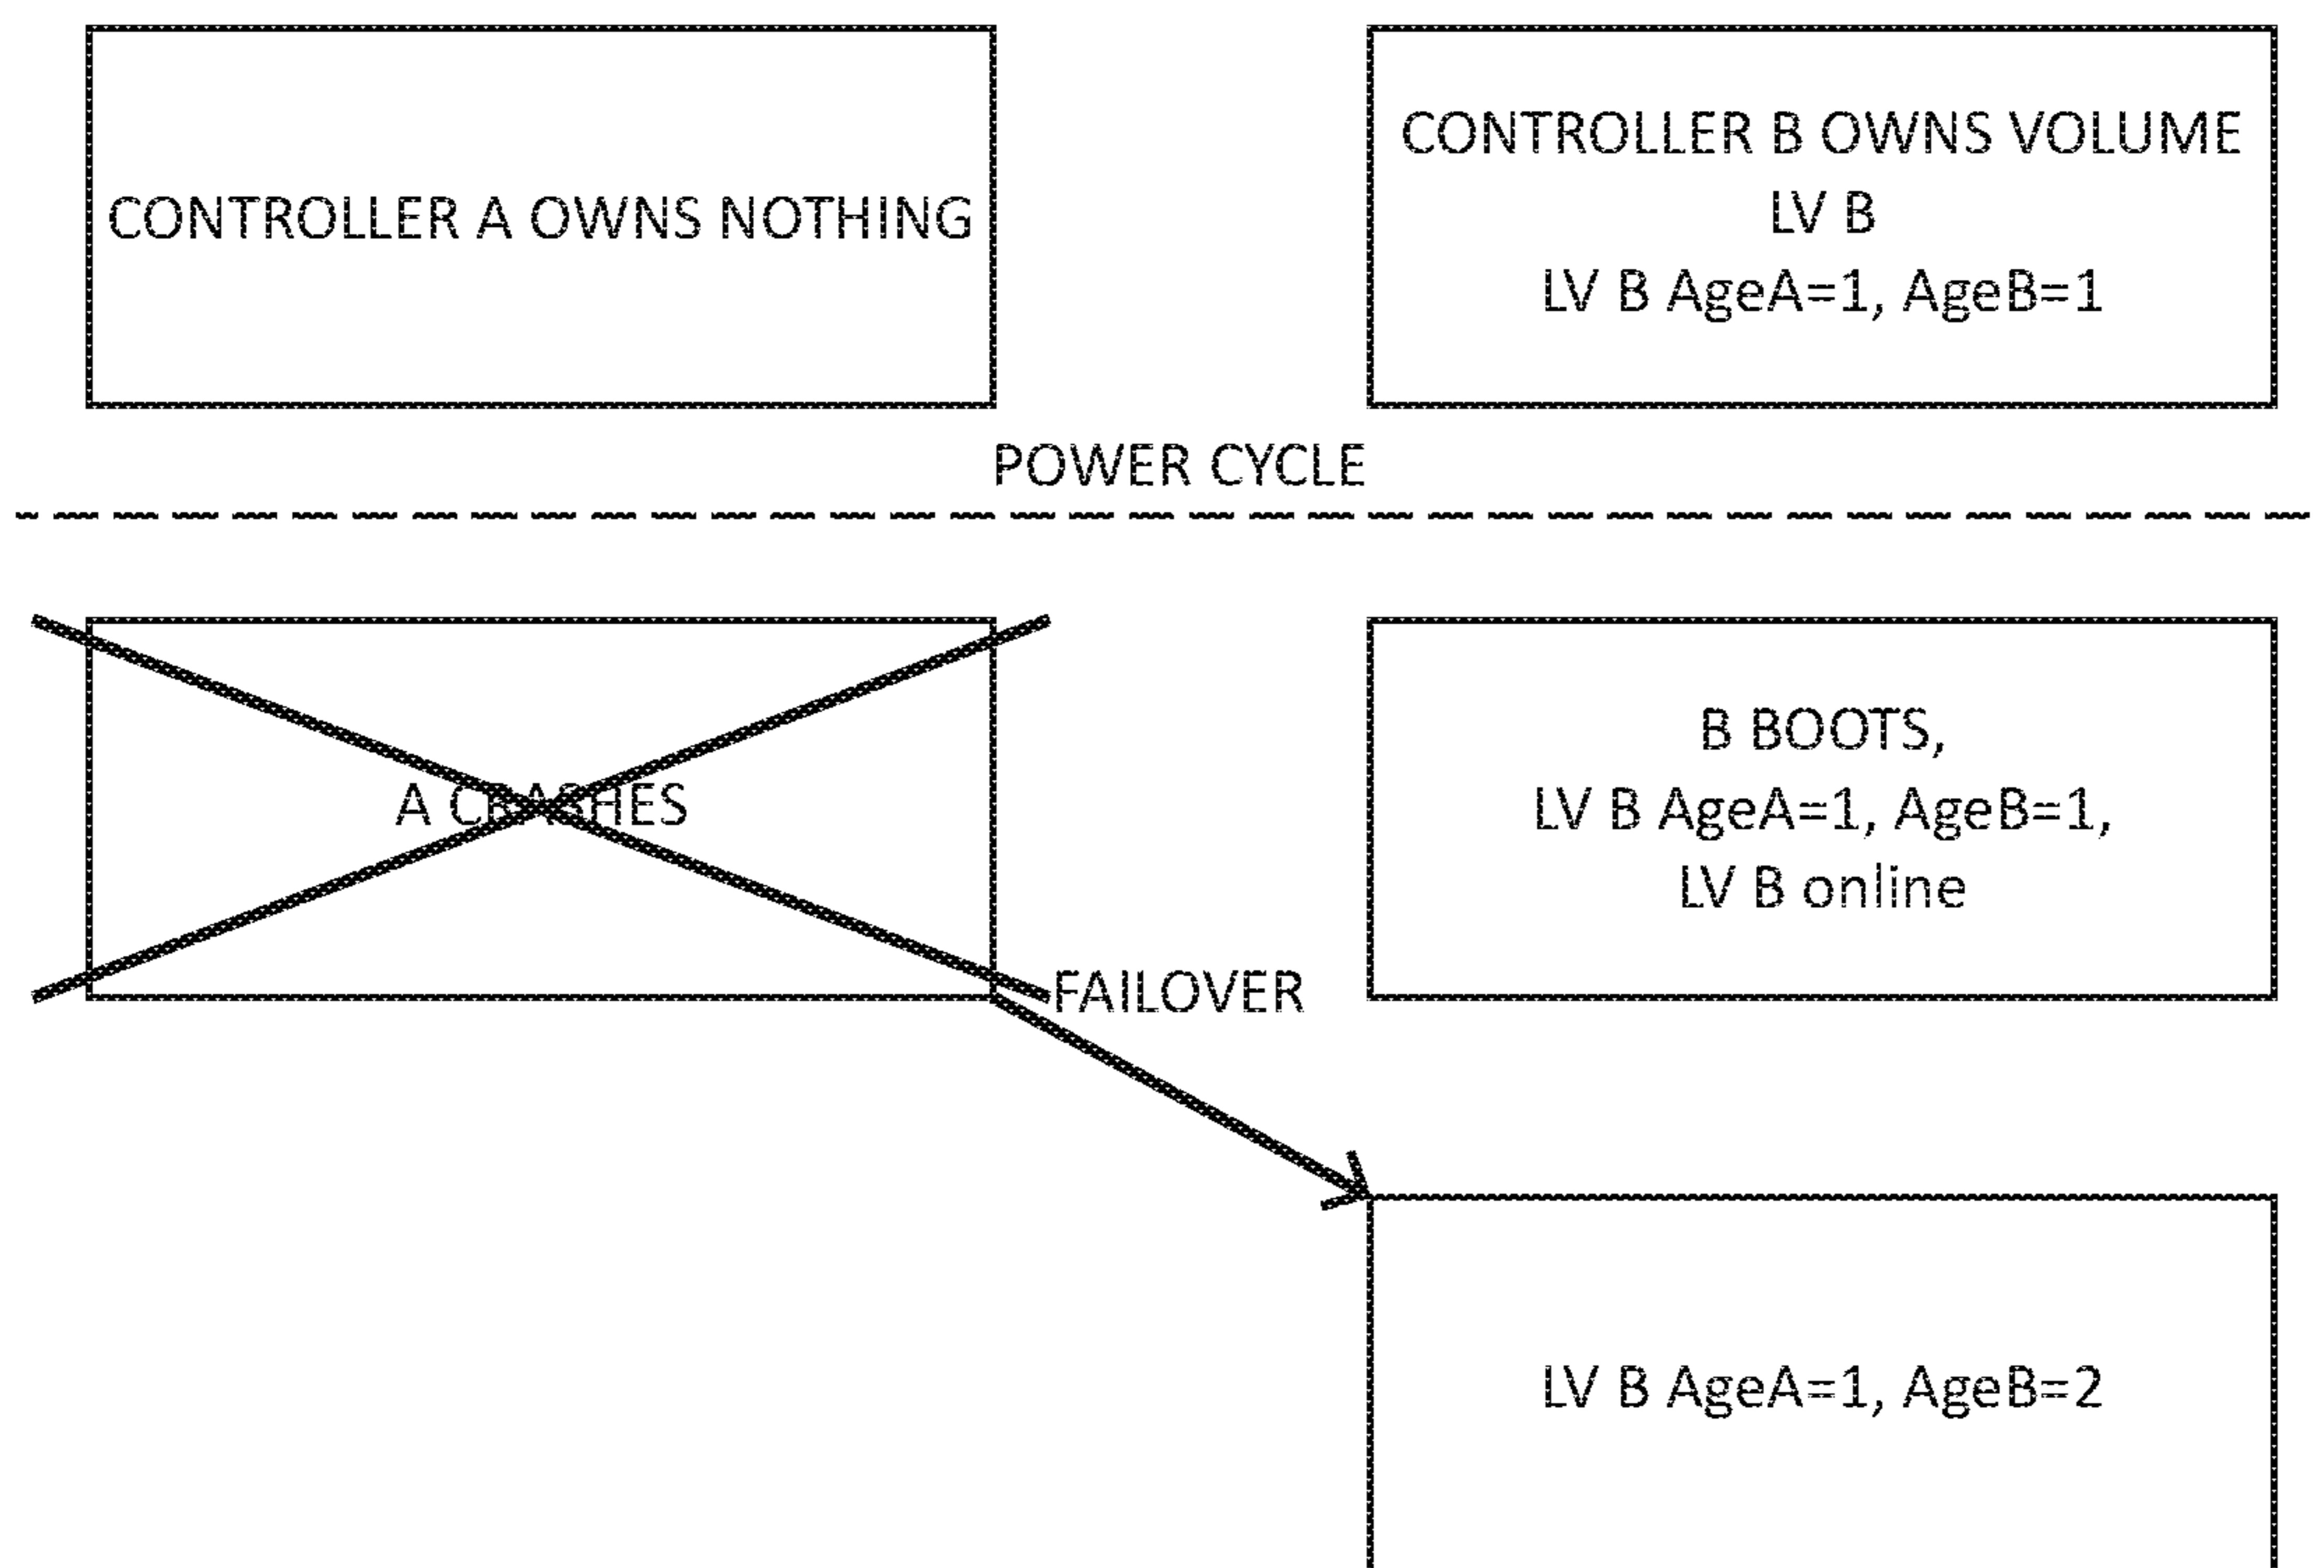 CONTROLLER A OWNS NOTHING
CONTROLLER B OWNS VOLUME
LV B
LV B AgeA=1, AgeB=1
POWER CYCLE
A CRASHES
B BOOTS,
LV B AgeA=1, AgeB=1,
LV B online
FAILOVER
LV B AgeA=1, AgeB=2